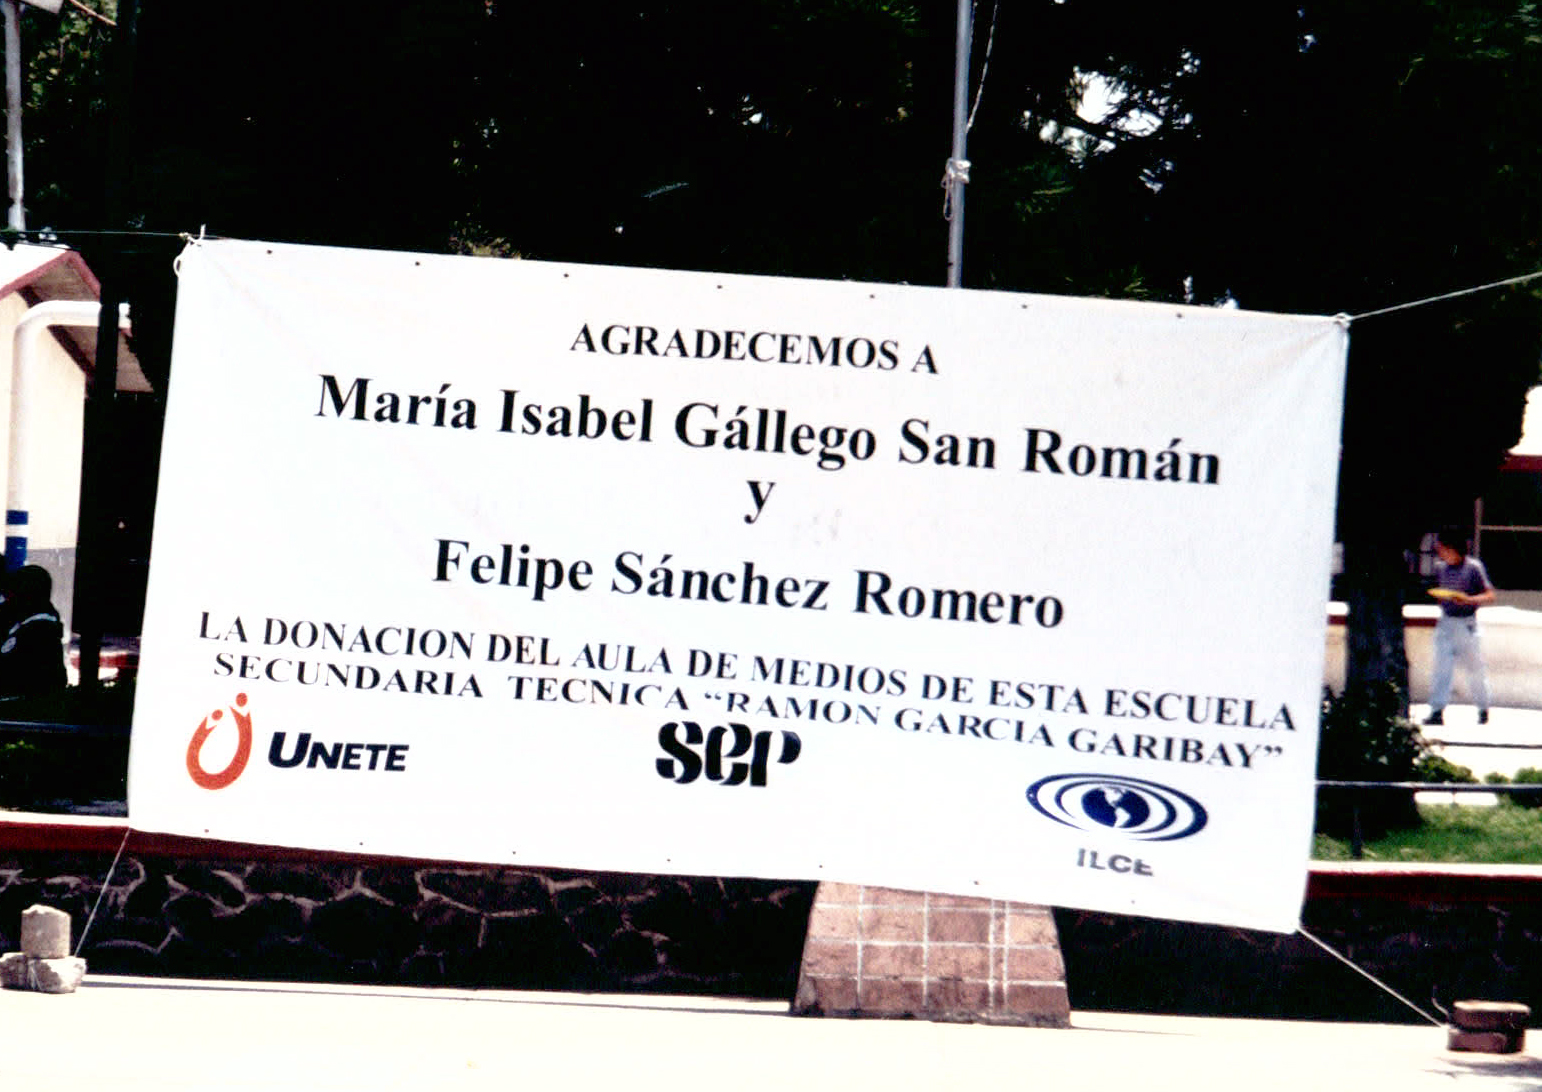 AGRADECEMOS A
María Isabel Gállego San Román
y
Felipe Sánchez Romero
LA DONACION DEL AULA DE MEDIOS DE ESTA ESCUELA
SECUNDARIA TECNICA “RAMON GARCIA GARIBAY”
UNETE
SEP
ILCE